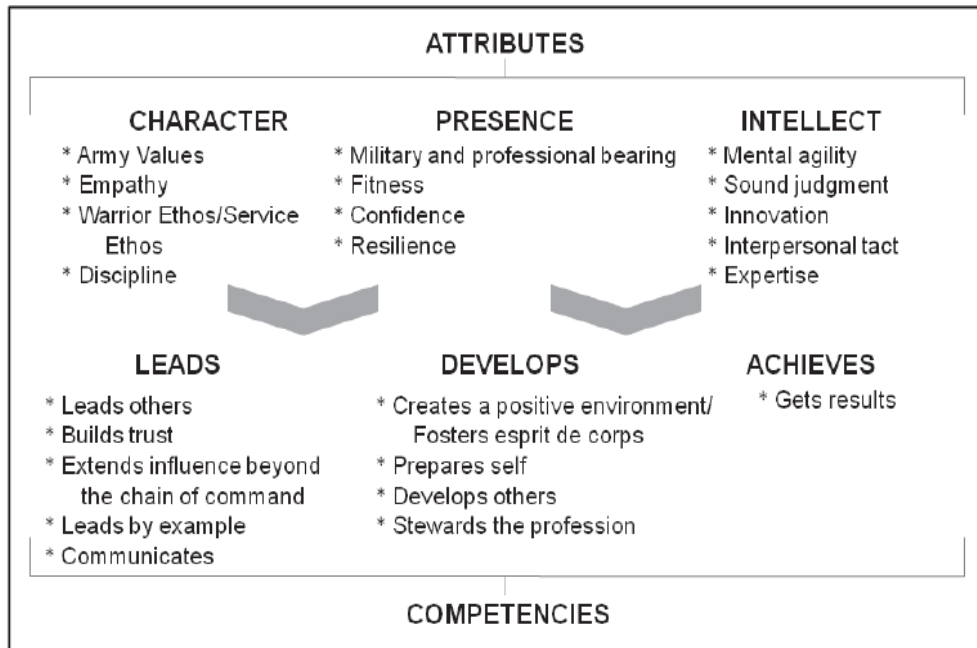 ATTRIBUTES
CHARACTER
* Army Values
* Empathy
* Warrior Ethos/Service
Ethos
* Discipline
PRESENCE
* Military and professional bearing
* Fitness
* Confidence
* Resilience
INTELLECT
* Mental agility
* Sound judgment
* Innovation
* Interpersonal tact
* Expertise
LEADS
* Leads others
* Builds trust
* Extends influence beyond
the chain of command
* Leads by example
* Communicates
DEVELOPS
* Creates a positive environment/
Fosters esprit de corps
* Prepares self
* Develops others
* Stewards the profession
ACHIEVES
* Gets results
COMPETENCIES